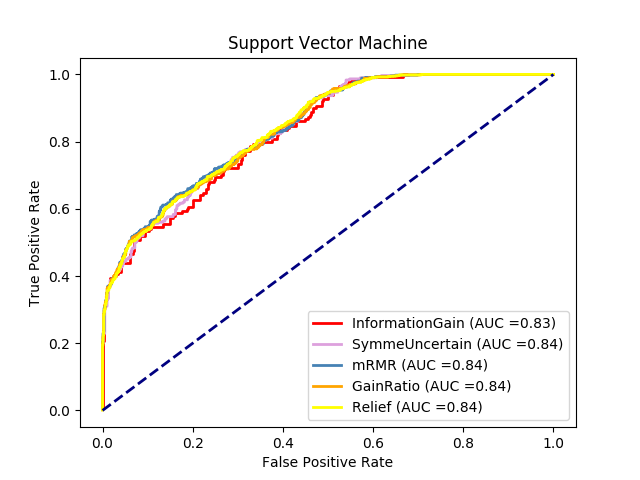 Support Vector Machine
1.0
0.8
0.6
0.4
0.2
0.0
True Positive Rate
InformationGain (AUC =0.83)
SymmeUncertain (AUC =0.84)
mRMR (AUC =0.84)
GainRatio (AUC =0.84)
Relief (AUC =0.84)
0.0 0.2 0.4 0.6 0.8 1.0
False Positive Rate